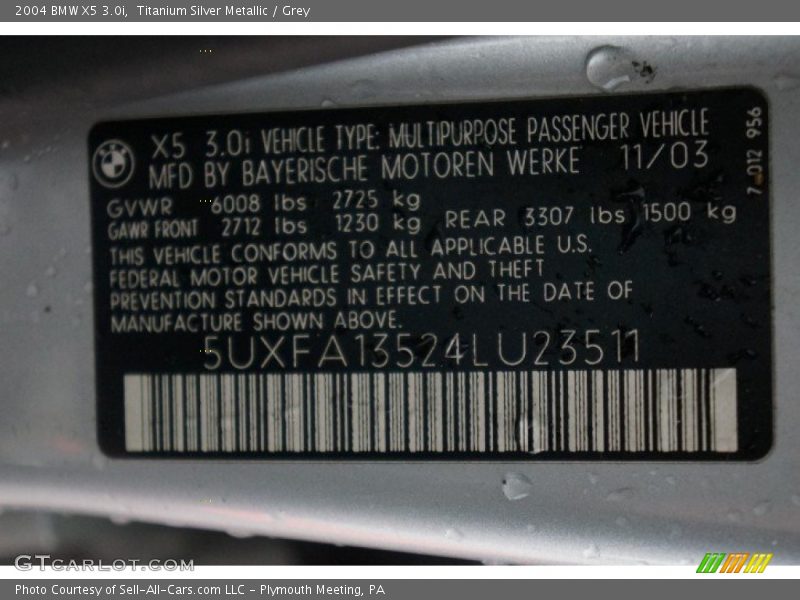 2004 BMW X5 3.0i, Titanium Silver Metallic / Grey
X5 3.0i VEHICLE TYPE: MULTIPURPOSE PASSENGER VEHICLE
MFD BY BAYERISCHE MOTOREN WERKE 11/03
7-012 956
GVWR 6008 lbs 2725 kg
GAWR FRONT 2712 lbs 1230 kg REAR 3307 lbs 1500 kg
THIS VEHICLE CONFORMS TO ALL APPLICABLE U.S.
FEDERAL MOTOR VEHICLE SAFETY AND THEFT
PREVENTION STANDARDS IN EFFECT ON THE DATE OF
MANUFACTURE SHOWN ABOVE.
5UXFA13524LU23511
GTCARLOT.COM
Photo Courtesy of Sell-All-Cars.com LLC - Plymouth Meeting, PA